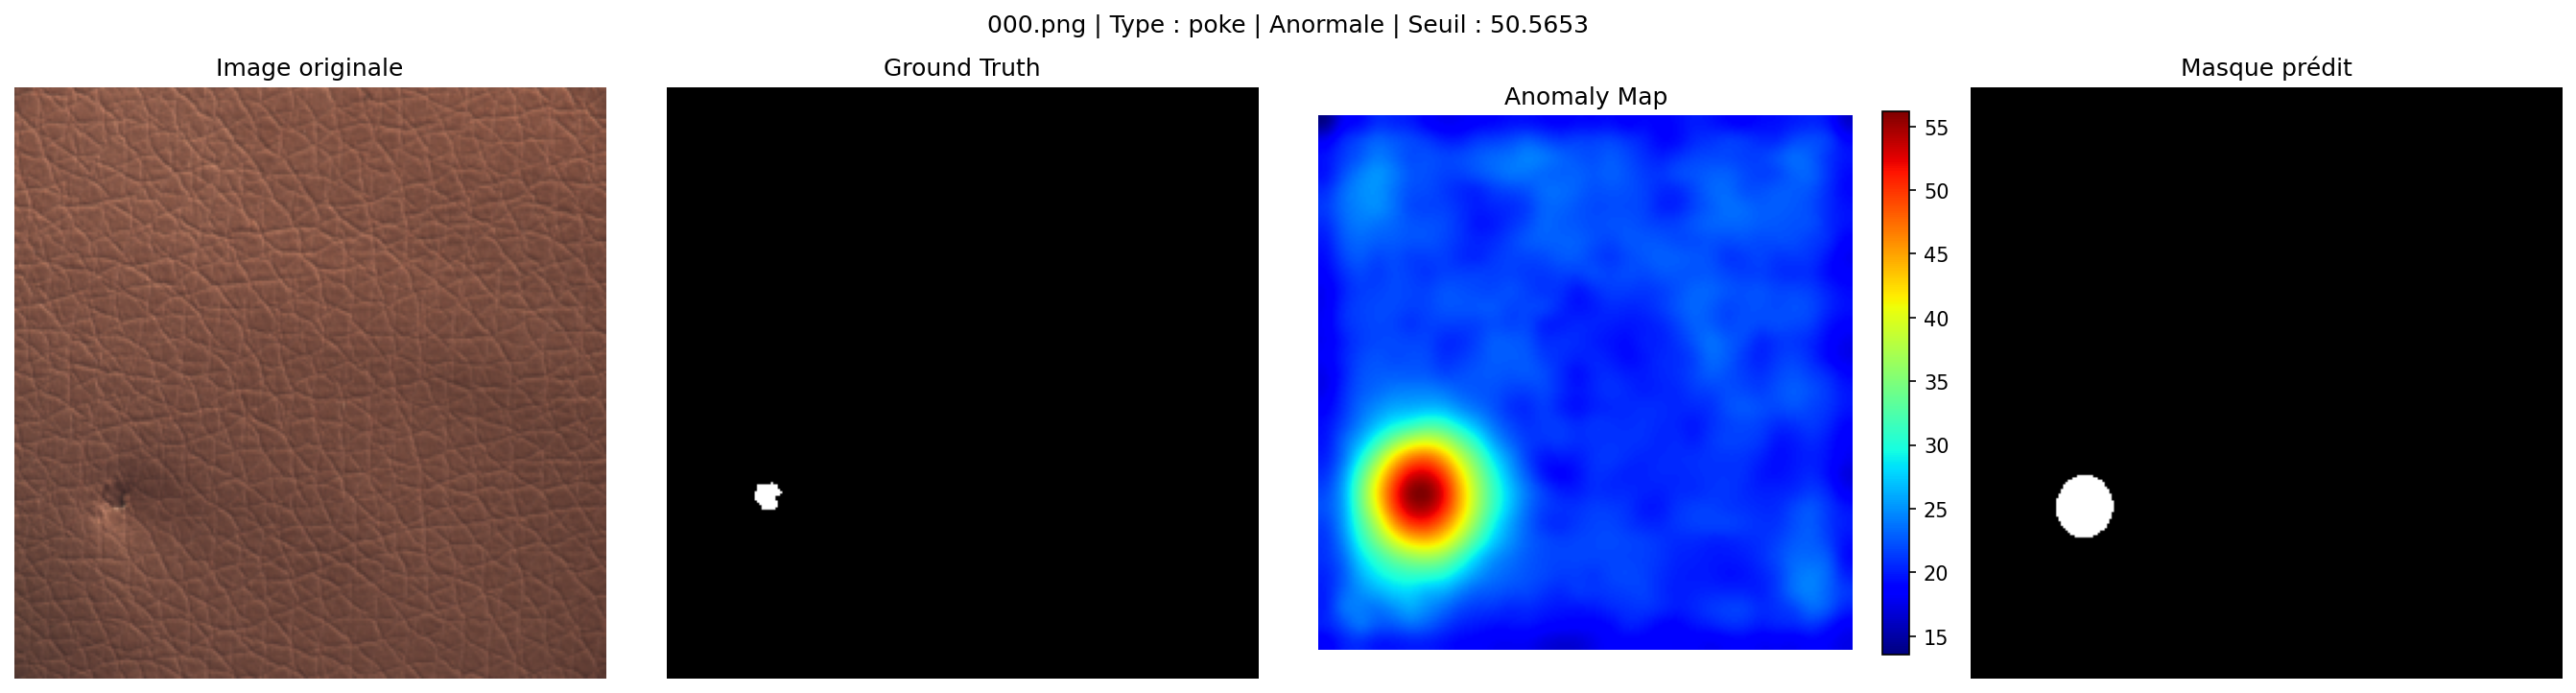 000.png | Type : poke | Anormale | Seuil : 50.5653
Image originale
Ground Truth
Anomaly Map
Masque prédit
55
50
45
40
35
30
25
20
15